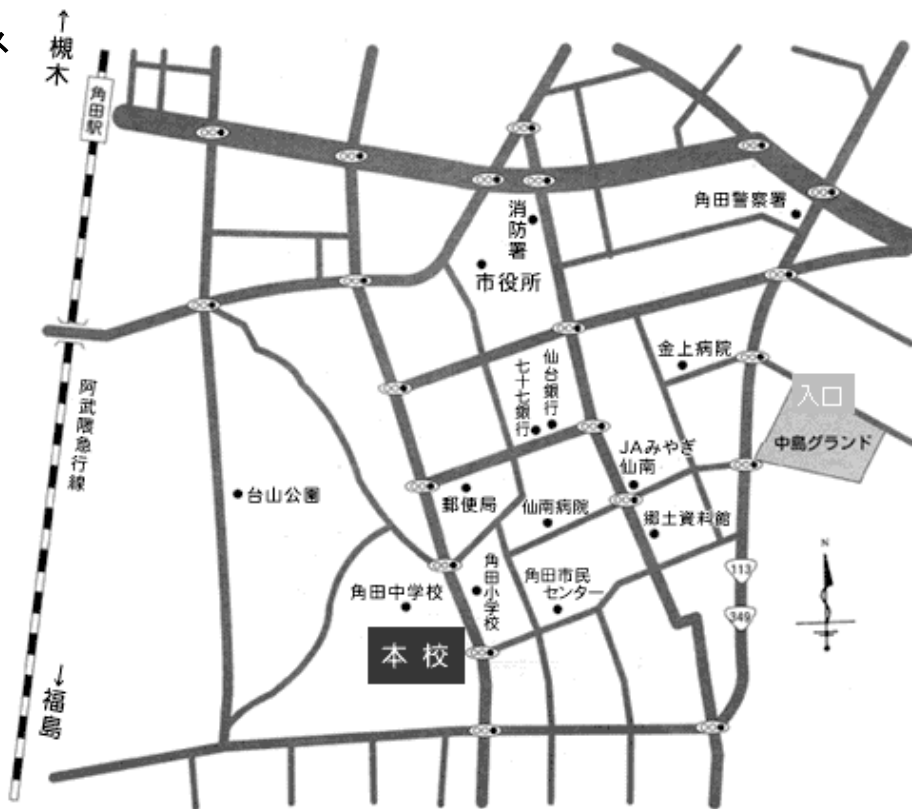 ス
↑槻木
角田駅
角田警察署
消防署
市役所
金上病院
仙台銀行
七十七銀行
入口
中島グランド
阿武隈急行線
JAみやぎ
仙南
台山公園
郵便局
仙南病院
郷土資料館
角田中学校
角田小学校
角田市民
センター
N
113
349
本校
↓福島